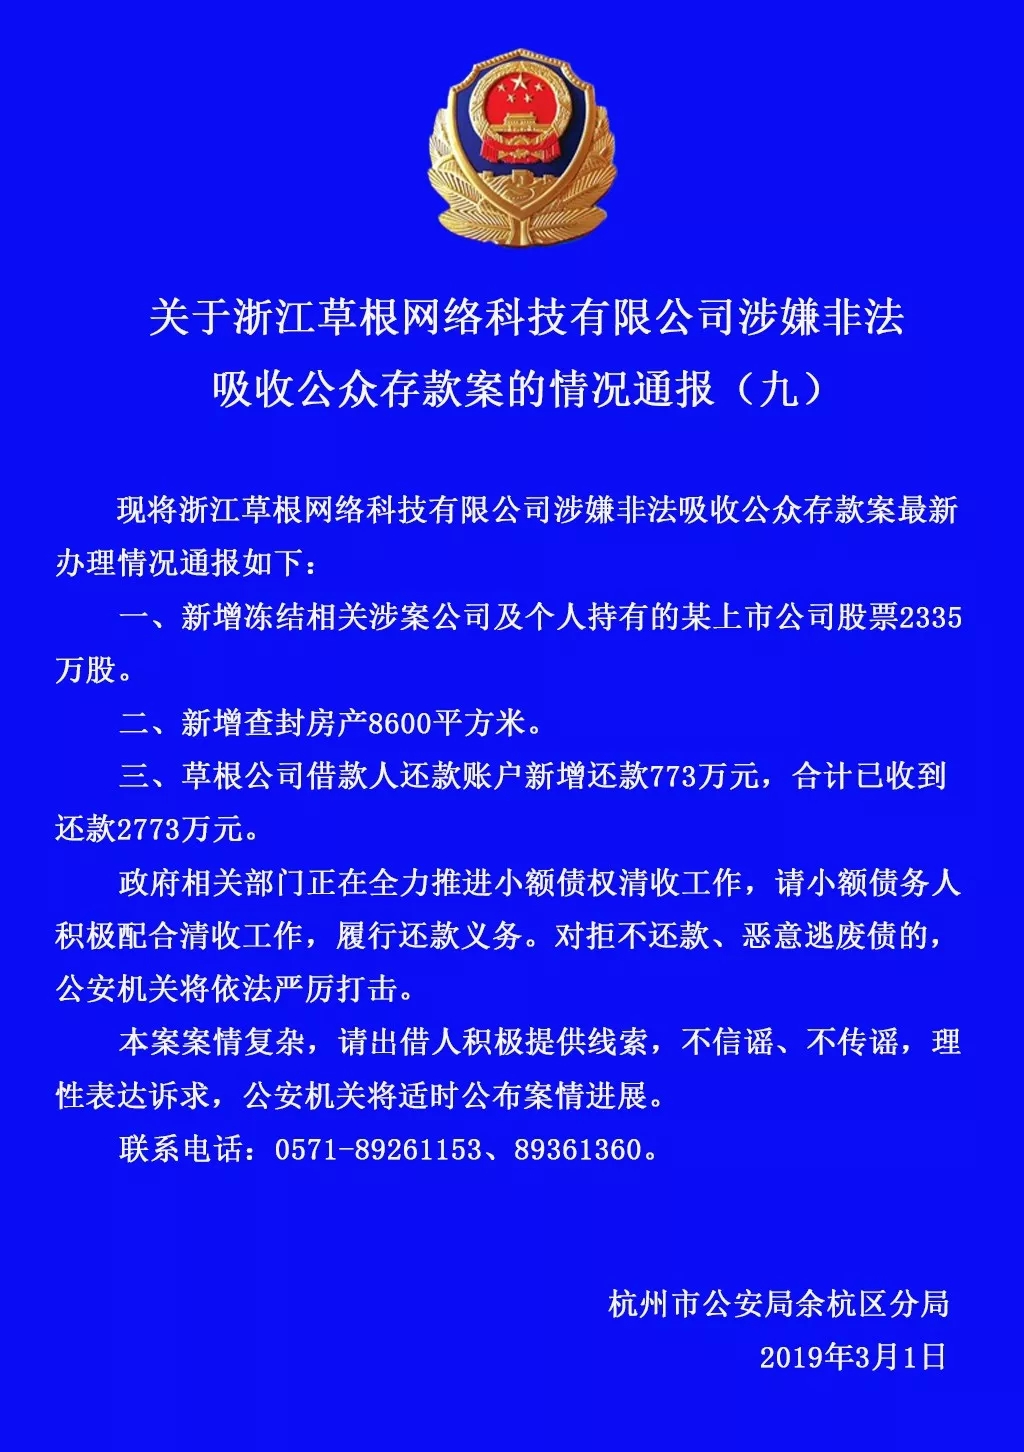 关于浙江草根网络科技有限公司涉嫌非法
吸收公众存款案的情况通报（九）
现将浙江草根网络科技有限公司涉嫌非法吸收公众存款案最新
办理情况通报如下：
一、新增冻结相关涉案公司及个人持有的某上市公司股票2335
万股。
二、新增查封房产8600平方米。
三、草根公司借款人还款账户新增还款773万元，合计已收到
还款2773万元。
政府相关部门正在全力推进小额债权清收工作，请小额债务人
积极配合清收工作，履行还款义务。对拒不还款、恶意逃废债的，
公安机关将依法严厉打击。
本案案情复杂，请出借人积极提供线索，不信谣、不传谣，理
性表达诉求，公安机关将适时公布案情进展。
联系电话：0571-89261153、89361360。
杭州市公安局余杭区分局
2019年3月1日